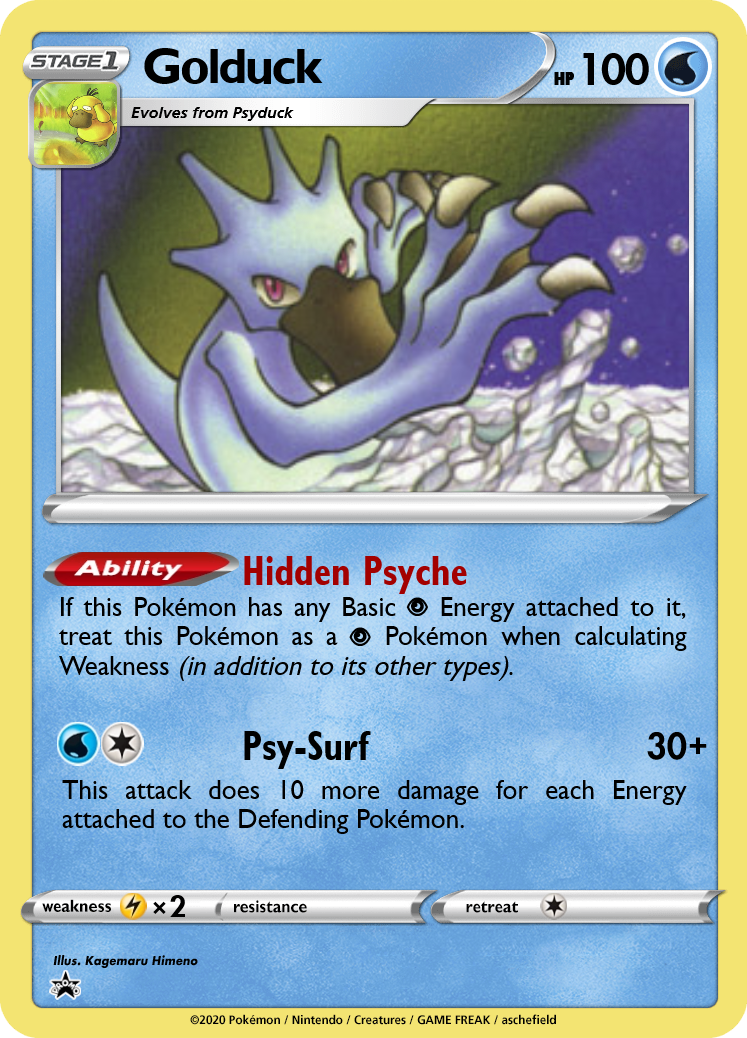 STAGE 1 Golduck HP 100
Evolves from Psyduck
Ability Hidden Psyche
If this Pokémon has any Basic Energy attached to it,
treat this Pokémon as a Pokémon when calculating
Weakness (in addition to its other types).
Psy-Surf 30+
This attack does 10 more damage for each Energy
attached to the Defending Pokémon.
weakness ×2 resistance retreat
Illus. Kagemaru Himeno
PROMO
©2020 Pokémon / Nintendo / Creatures / GAME FREAK / aschefield